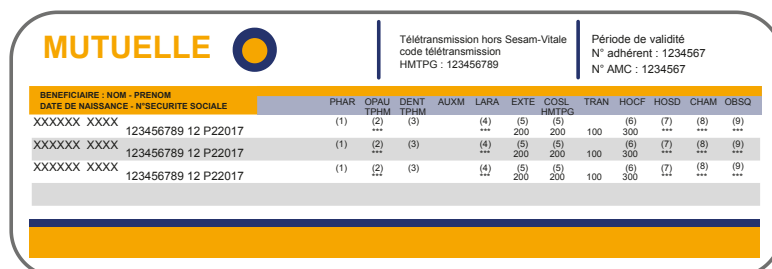 MUTUELLE
Télétransmission hors Sesam-Vitale
code télétransmission
HMTPG : 123456789
Période de validité
N° adhérent : 1234567
N° AMC : 1234567
BENEFICIAIRE : NOM - PRENOM
DATE DE NAISSANCE - N°SECURITE SOCIALE
PHAR OPAU DENT AUXM LARA EXTE COSL TRAN HOCF HOSD CHAM OBSQ
TPHM TPHM HMTPG
XXXXXX XXXX (1) (2) (3) (4) (5) (5) (6) (7) (8) (9)
123456789 12 P22017 *** *** 200 200 100 300 *** *** ***
XXXXXX XXXX (1) (2) (3) (4) (5) (5) (6) (7) (8) (9)
123456789 12 P22017 *** *** 200 200 100 300 *** *** ***
XXXXXX XXXX (1) (2) (3) (4) (5) (5) (6) (7) (8) (9)
123456789 12 P22017 *** *** 200 200 100 300 *** *** ***